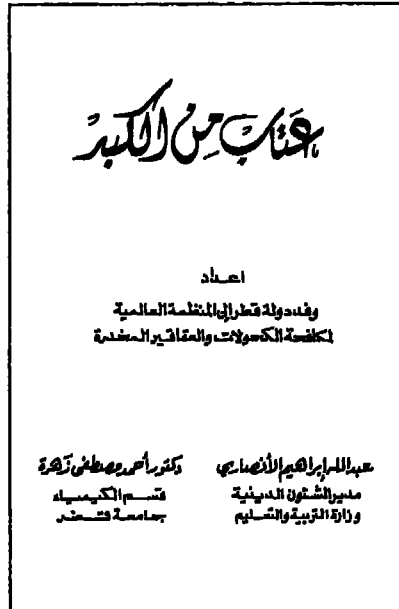 عتاب من الكبد
اعداد
وفد دولة قطر إلى المنظمة العالمية
لمكافحة الكحولات والعقاقير المخدرة
عبدالله إبراهيم الأنصاري
مدير الشئون الدينية
وزارة التربية والتعليم
دكتور أحمد مصطفى زهرة
قسم الكيمياء
جامعة قطر